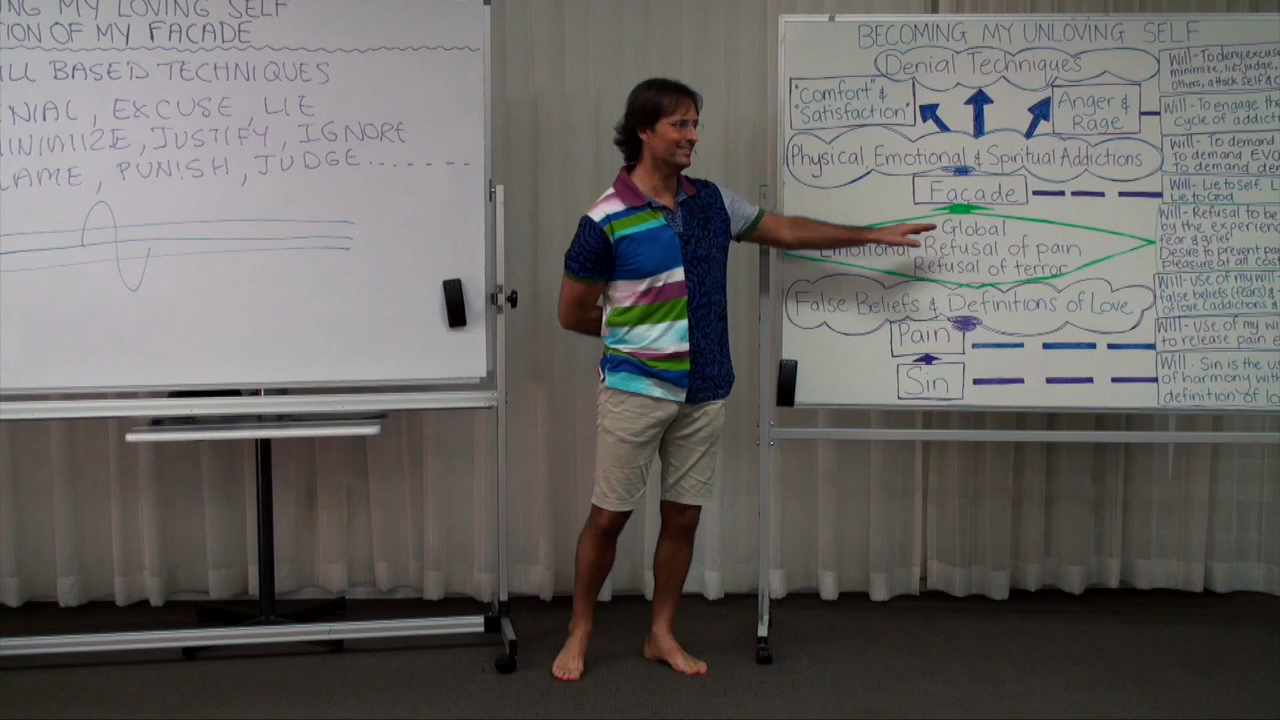 NG MY LOVING SELF
TION OF MY FACADE
ILL BASED TECHNIQUES
NIAL, EXCUSE, LIE
INIMIZE, JUSTIFY, IGNORE
LAME, PUNISH, JUDGE
BECOMING MY UNLOVING SELF
Denial Techniques
"Comfort" &
"Satisfaction"
Anger &
Rage
Physical, Emotional & Spiritual Addictions
Facade
Global
Emotional Refusal of pain
Refusal of terror
False Beliefs & Definitions of Love
Pain
Sin
Will - To deny, excuse
minimize, lie, judge,
others, attack self &
Will - To engage the
cycle of addict
Will - To demand
To demand EVO
To demand der
Will - Lie to self, L
Lie to God
Will - Refusal to be
by the experienc
fear & grief
Desire to prevent pain
pleasure at all cos
Will - use of my will
false beliefs (fears) &
of love (addictions &
Will - use of my w
to release pain e
Will - Sin is the us
of harmony with
definition of lo